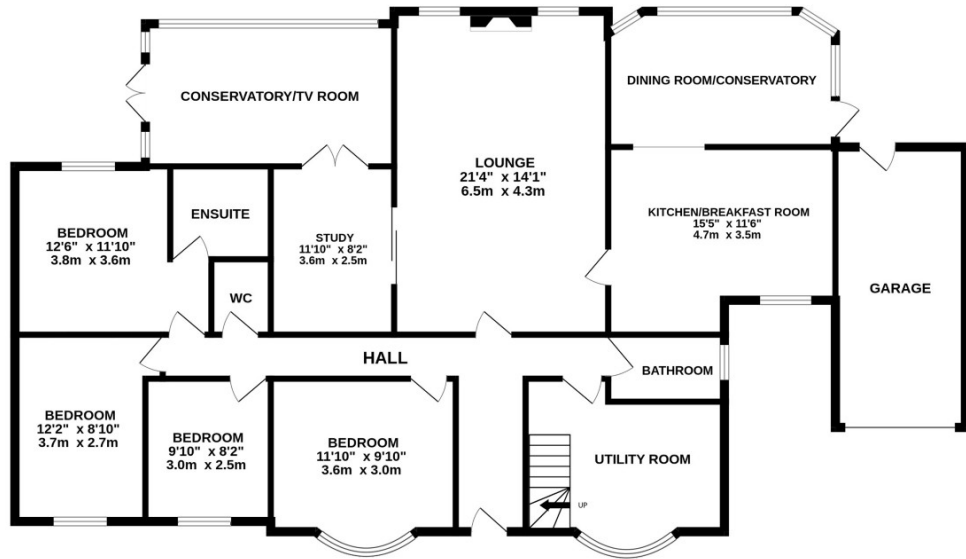 CONSERVATORY/TV ROOM
LOUNGE
21'4" x 14'1"
6.5m x 4.3m
DINING ROOM/CONSERVATORY
BEDROOM
12'6" x 11'10"
3.8m x 3.6m
ENSUITE
WC
STUDY
11'10" x 8'2"
3.6m x 2.5m
KITCHEN/BREAKFAST ROOM
15'5" x 11'6"
4.7m x 3.5m
GARAGE
HALL
BATHROOM
BEDROOM
12'2" x 8'10"
3.7m x 2.7m
BEDROOM
9'10" x 8'2"
3.0m x 2.5m
BEDROOM
11'10" x 9'10"
3.6m x 3.0m
UTILITY ROOM
UP